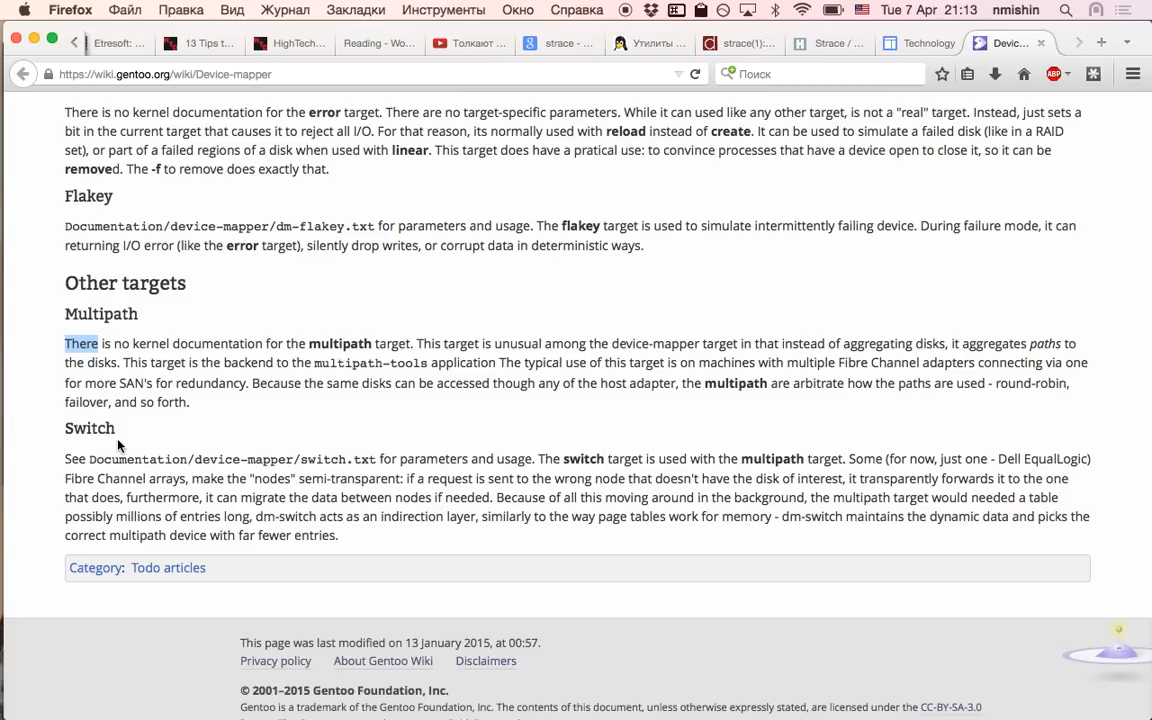 Firefox Файл Правка Вид Журнал Закладки Инструменты Окно Справка Tue 7 Apr 21:13 nmishin
Etresoft: ... 13 Tips t... HighTech... Reading - Wo... Толкают ... strace - ... Утилиты ... strace(1):... Strace / ... Technology Devic...
https://wiki.gentoo.org/wiki/Device-mapper Поиск ABP
There is no kernel documentation for the error target. There are no target-specific parameters. While it can used like any other target, is not a "real" target. Instead, just sets a
bit in the current target that causes it to reject all I/O. For that reason, its normally used with reload instead of create. It can be used to simulate a failed disk (like in a RAID
set), or part of a failed regions of a disk when used with linear. This target does have a pratical use: to convince processes that have a device open to close it, so it can be
removed. The -f to remove does exactly that.
Flakey
Documentation/device-mapper/dm-flakey.txt for parameters and usage. The flakey target is used to simulate intermittently failing device. During failure mode, it can
returning I/O error (like the error target), silently drop writes, or corrupt data in deterministic ways.
Other targets
Multipath
There is no kernel documentation for the multipath target. This target is unusual among the device-mapper target in that instead of aggregating disks, it aggregates paths to
the disks. This target is the backend to the multipath-tools application The typical use of this target is on machines with multiple Fibre Channel adapters connecting via one
for more SAN's for redundancy. Because the same disks can be accessed though any of the host adapter, the multipath are arbitrate how the paths are used - round-robin,
failover, and so forth.
Switch
See Documentation/device-mapper/switch.txt for parameters and usage. The switch target is used with the multipath target. Some (for now, just one - Dell EqualLogic)
Fibre Channel arrays, make the "nodes" semi-transparent: if a request is sent to the wrong node that doesn't have the disk of interest, it transparently forwards it to the one
that does, furthermore, it can migrate the data between nodes if needed. Because of all this moving around in the background, the multipath target would needed a table
possibly millions of entries long, dm-switch acts as an indirection layer, similarly to the way page tables work for memory - dm-switch maintains the dynamic data and picks the
correct multipath device with far fewer entries.
Category: Todo articles
This page was last modified on 13 January 2015, at 00:57.
Privacy policy About Gentoo Wiki Disclaimers
© 2001–2015 Gentoo Foundation, Inc.
Gentoo is a trademark of the Gentoo Foundation, Inc. The contents of this document, unless otherwise expressly stated, are licensed under the CC-BY-SA-3.0